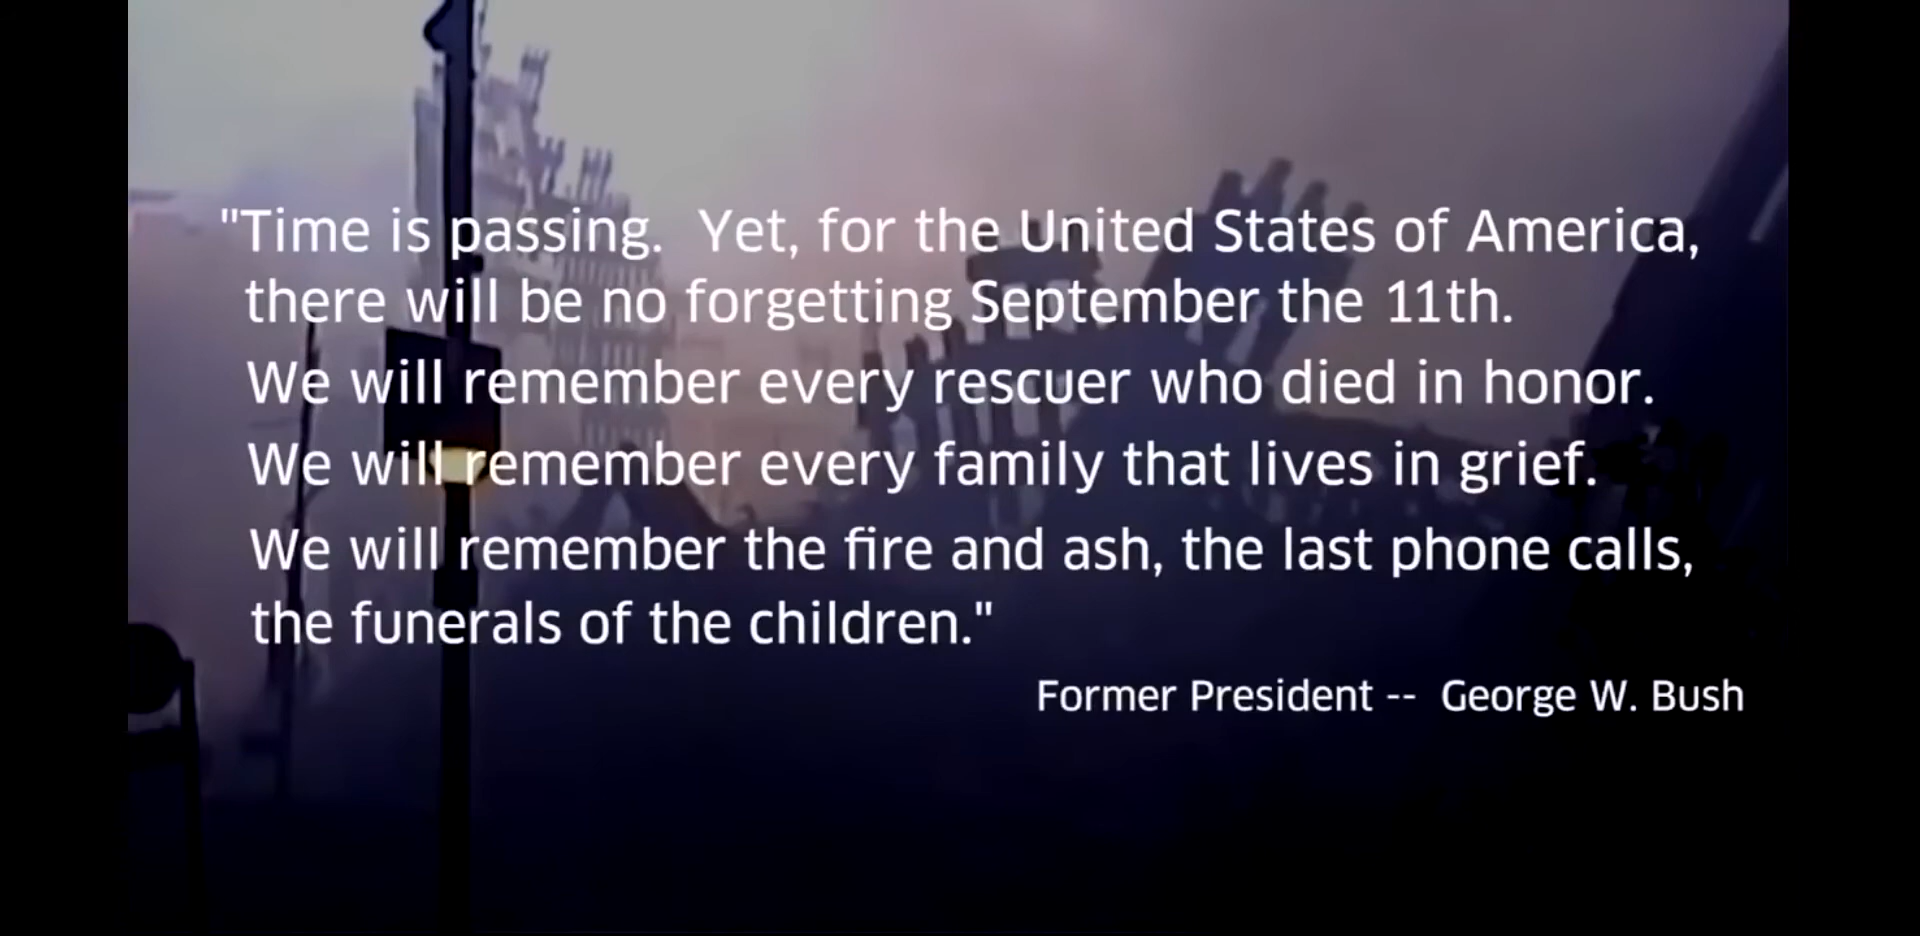 "Time is passing.  Yet, for the United States of America,
there will be no forgetting September the 11th.
We will remember every rescuer who died in honor.
We will remember every family that lives in grief.
We will remember the fire and ash, the last phone calls,
the funerals of the children."
Former President --  George W. Bush